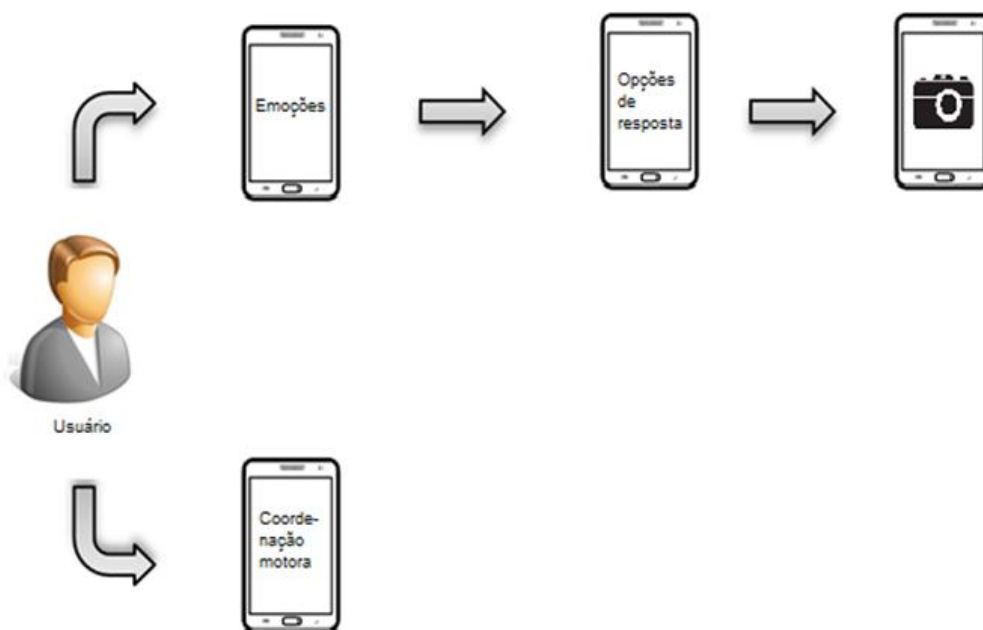 Emoções
Opções
de
resposta
Usuário
Coorde-
nação
motora